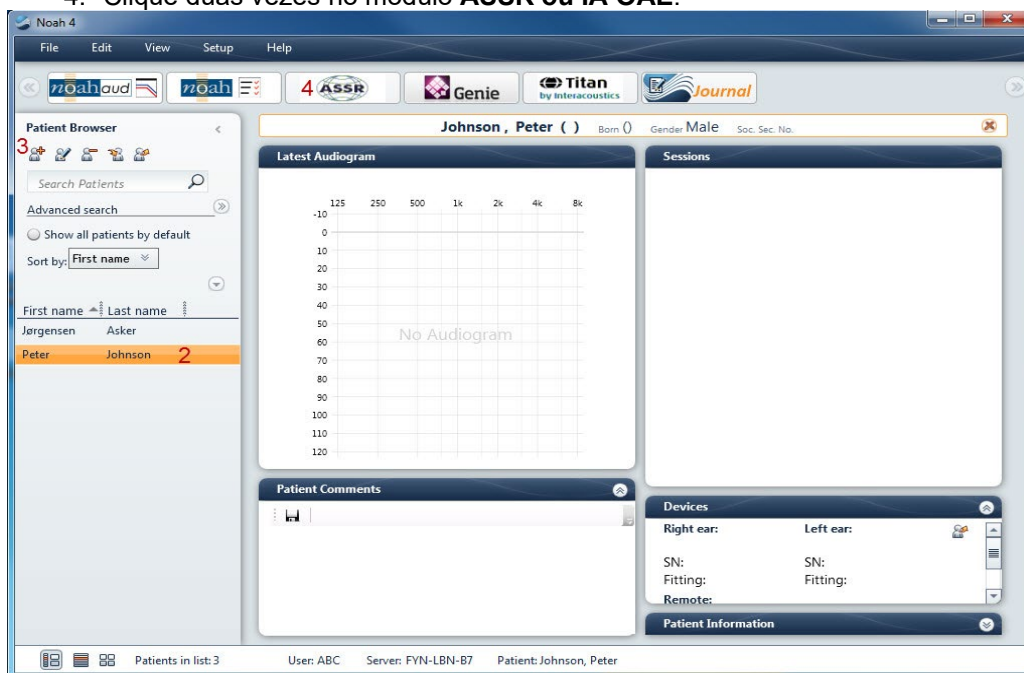 4. Clique duas vezes no módulo ASSR ou IA OAE.
Noah 4
File Edit View Setup Help
noah aud noah 4 ASSR Genie Titan by Interacoustics Journal
Patient Browser
3
Search Patients
Advanced search
Show all patients by default
Sort by: First name
First name Last name
Jørgensen Asker
Peter Johnson 2
Johnson , Peter ( ) Born () Gender Male Soc. Sec. No.
Latest Audiogram
125 250 500 1k 2k 4k 8k
-10
0
10
20
30
40
50
60
70
80
90
100
110
120
No Audiogram
Patient Comments
Sessions
Devices
Right ear: Left ear:
SN: SN:
Fitting: Fitting:
Remote:
Patient Information
Patients in list: 3 User: ABC Server: FYN-LBN-B7 Patient: Johnson, Peter